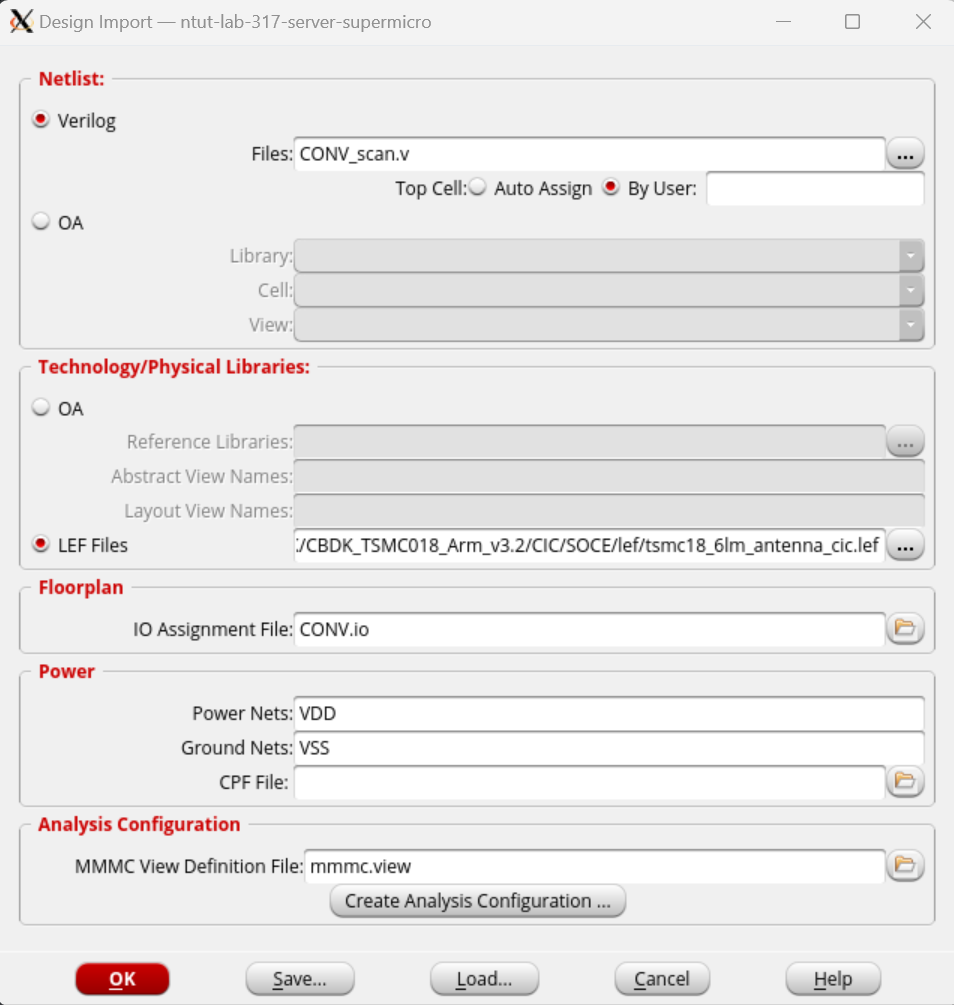 Design Import — ntut-lab-317-server-supermicro
Netlist:
Verilog
Files: CONV_scan.v ...
Top Cell: Auto Assign By User:
OA
Library:
Cell:
View:
Technology/Physical Libraries:
OA
Reference Libraries: ...
Abstract View Names:
Layout View Names:
LEF Files /CBDK_TSMC018_Arm_v3.2/CIC/SOCE/lef/tsmc18_6lm_antenna_cic.lef ...
Floorplan
IO Assignment File: CONV.io
Power
Power Nets: VDD
Ground Nets: VSS
CPF File:
Analysis Configuration
MMMC View Definition File: mmmc.view
Create Analysis Configuration ...
OK Save... Load... Cancel Help